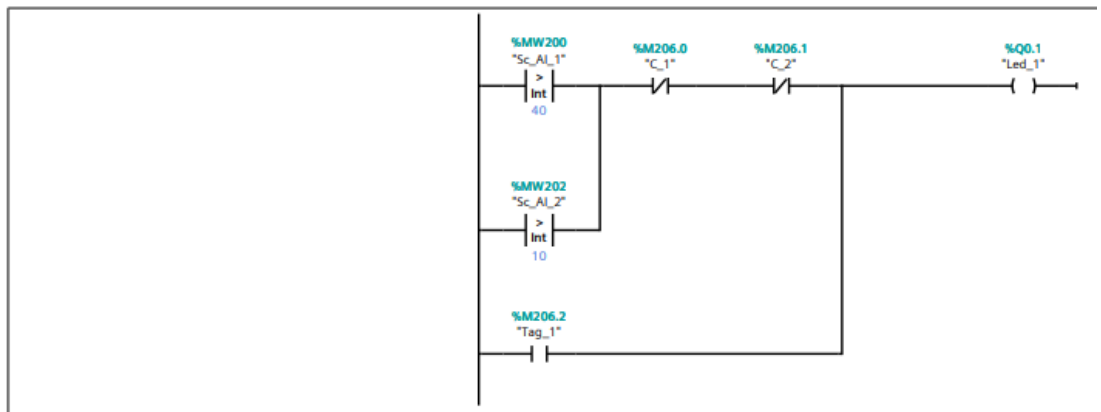 %MW200
"Sc_AI_1"
>
Int
40
%M206.0
"C_1"
%M206.1
"C_2"
%Q0.1
"Led_1"
%MW202
"Sc_AI_2"
>
Int
10
%M206.2
"Tag_1"